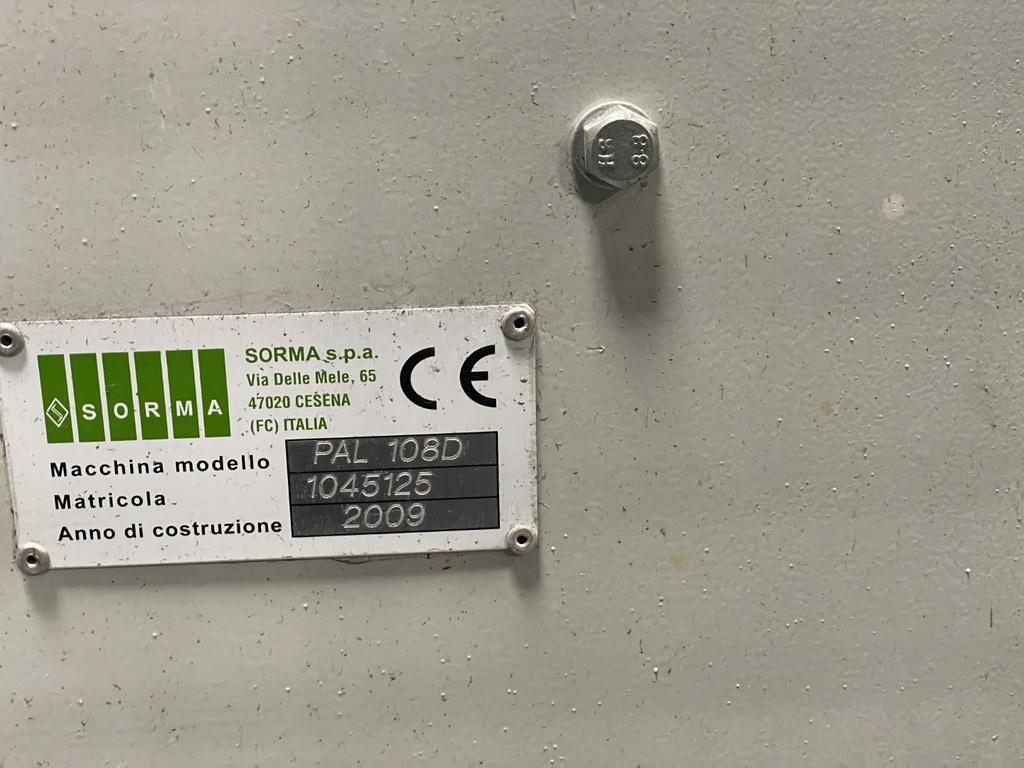 HS
8.8
SORMA
SORMA s.p.a.
Via Delle Mele, 65
47020 CESENA
(FC) ITALIA
CE
Macchina modello PAL 108D
Matricola 1045125
Anno di costruzione 2009